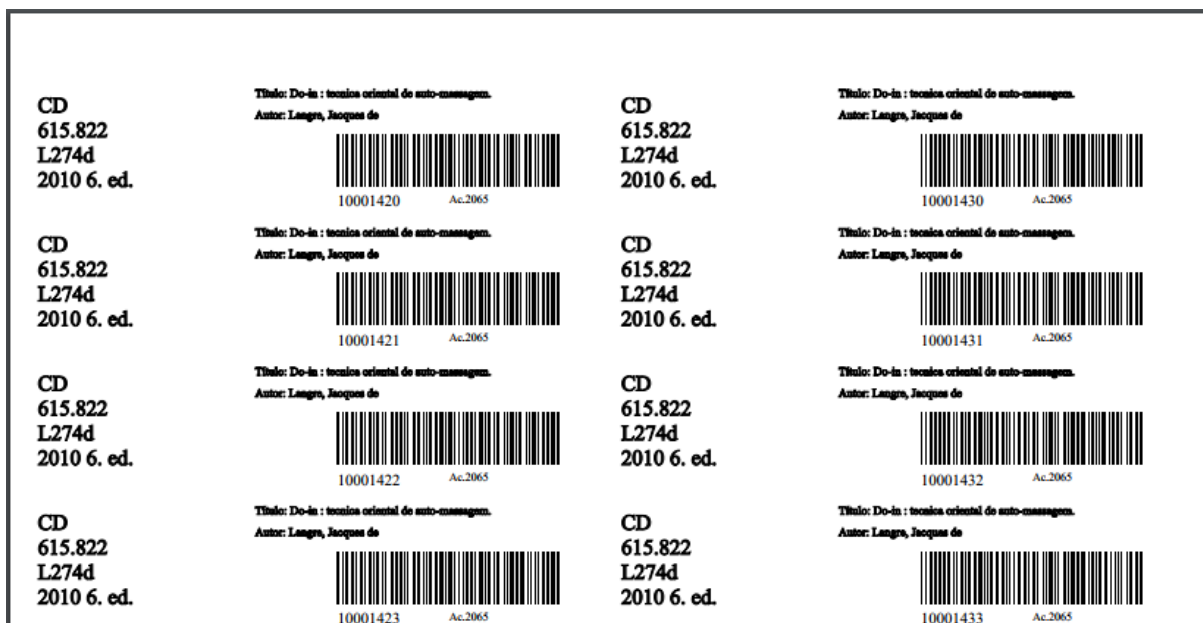 CD
615.822
L274d
2010 6. ed.
Título: Do-in : tecnica oriental de auto-massagem.
Autor: Langre, Jacques de
10001420 Ac.2065
CD
615.822
L274d
2010 6. ed.
Título: Do-in : tecnica oriental de auto-massagem.
Autor: Langre, Jacques de
10001430 Ac.2065
CD
615.822
L274d
2010 6. ed.
Título: Do-in : tecnica oriental de auto-massagem.
Autor: Langre, Jacques de
10001421 Ac.2065
CD
615.822
L274d
2010 6. ed.
Título: Do-in : tecnica oriental de auto-massagem.
Autor: Langre, Jacques de
10001431 Ac.2065
CD
615.822
L274d
2010 6. ed.
Título: Do-in : tecnica oriental de auto-massagem.
Autor: Langre, Jacques de
10001422 Ac.2065
CD
615.822
L274d
2010 6. ed.
Título: Do-in : tecnica oriental de auto-massagem.
Autor: Langre, Jacques de
10001432 Ac.2065
CD
615.822
L274d
2010 6. ed.
Título: Do-in : tecnica oriental de auto-massagem.
Autor: Langre, Jacques de
10001423 Ac.2065
CD
615.822
L274d
2010 6. ed.
Título: Do-in : tecnica oriental de auto-massagem.
Autor: Langre, Jacques de
10001433 Ac.2065